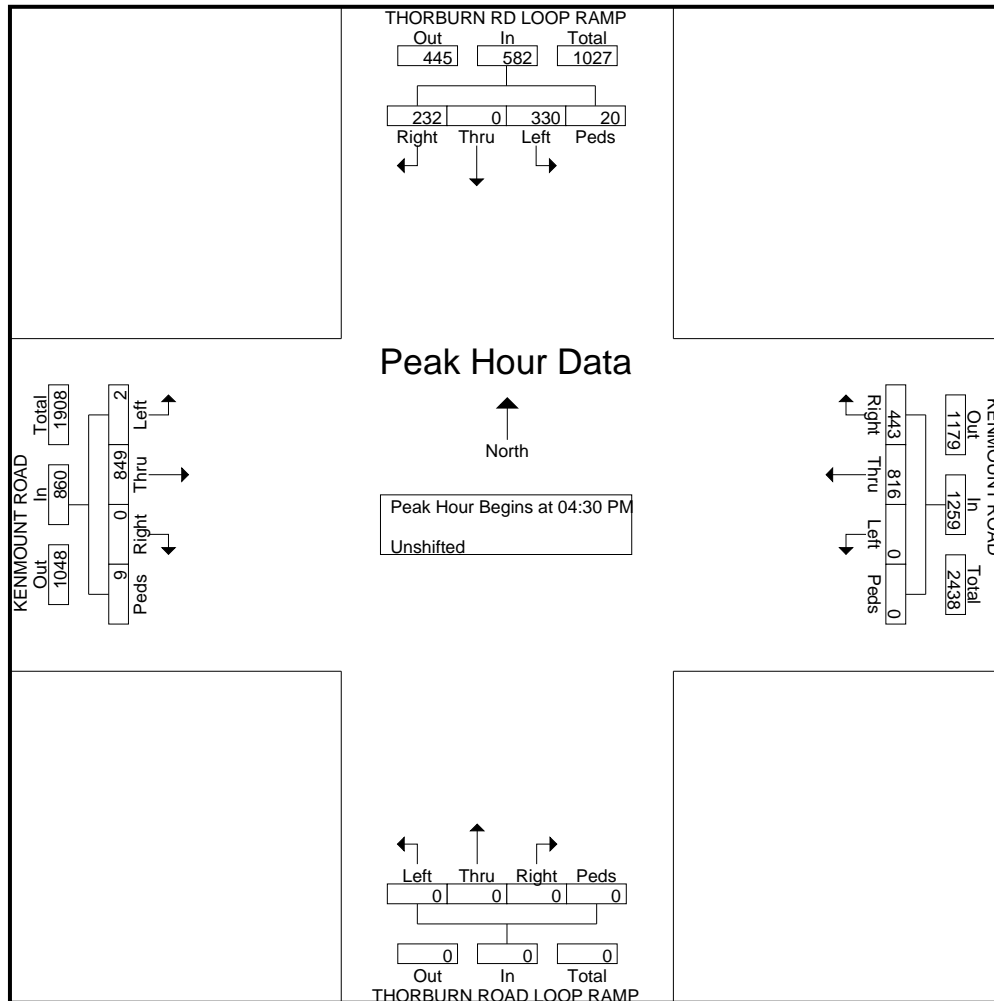 THORBURN RD LOOP RAMP
Out In Total
445 582 1027
232 0 330 20
Right Thru Left Peds
Peak Hour Data
North
Peak Hour Begins at 04:30 PM
Unshifted
KENMOUNT ROAD
Out In Total
1048 860 1908
9 0 849 2
Peds Right Thru Left
KENMOUNT ROAD
Out In Total
1179 1259 2438
443 816 0 0
Right Thru Left Peds
Left Thru Right Peds
0 0 0 0
0 0 0
Out In Total
THORBURN ROAD LOOP RAMP